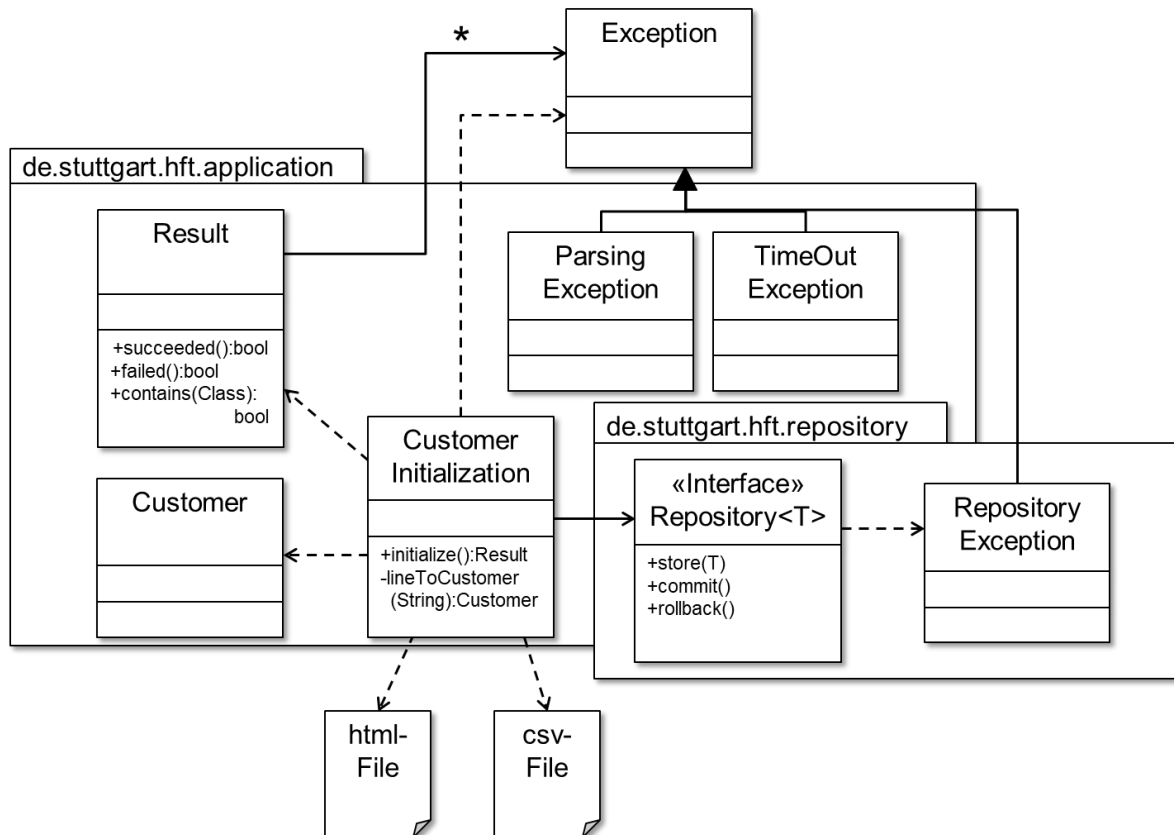 *
Exception
de.stuttgart.hft.application
Result
+succeeded():bool
+failed():bool
+contains(Class):
bool
Parsing
Exception
TimeOut
Exception
Customer
Customer
Initialization
+initialize():Result
-lineToCustomer
(String):Customer
de.stuttgart.hft.repository
«Interface»
Repository<T>
+store(T)
+commit()
+rollback()
Repository
Exception
html-
File
csv-
File